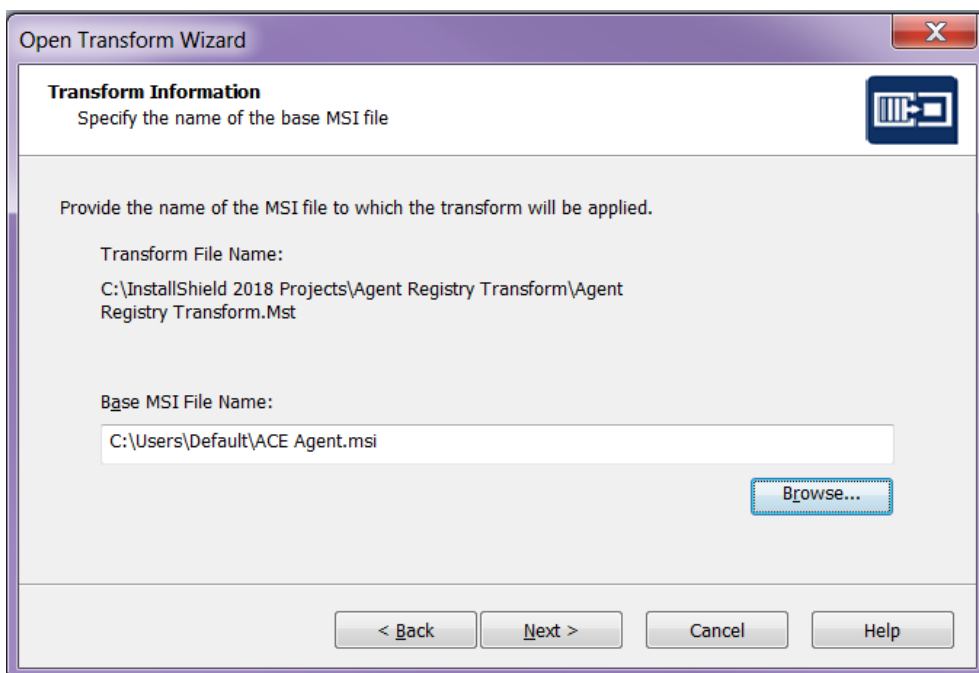 Open Transform Wizard
X
Transform Information
Specify the name of the base MSI file
Provide the name of the MSI file to which the transform will be applied.
Transform File Name:
C:\InstallShield 2018 Projects\Agent Registry Transform\Agent
Registry Transform.Mst
Base MSI File Name:
C:\Users\Default\ACE Agent.msi
Browse...
< Back Next > Cancel Help